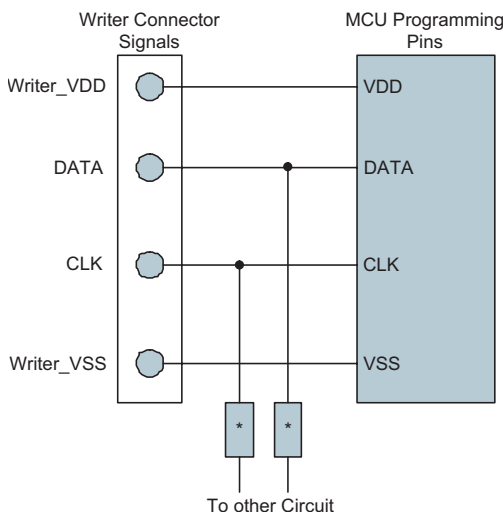 Writer Connector
Signals
MCU Programming
Pins
Writer_VDD
VDD
DATA
DATA
CLK
CLK
Writer_VSS
VSS
*
*
To other Circuit